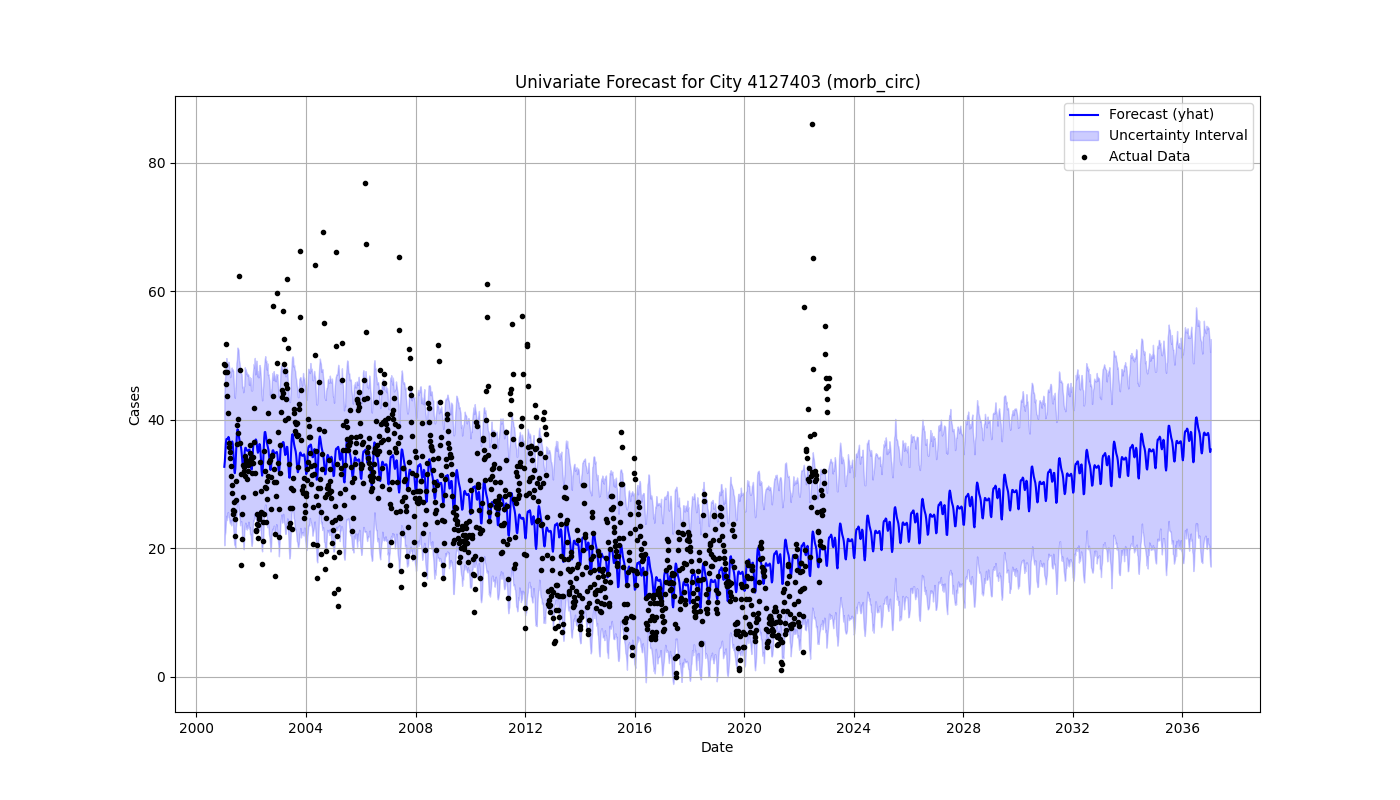 Univariate Forecast for City 4127403 (morb_circ)
Forecast (yhat)
Uncertainty Interval
Actual Data
Cases
80
60
40
20
0
2000 2004 2008 2012 2016 2020 2024 2028 2032 2036
Date